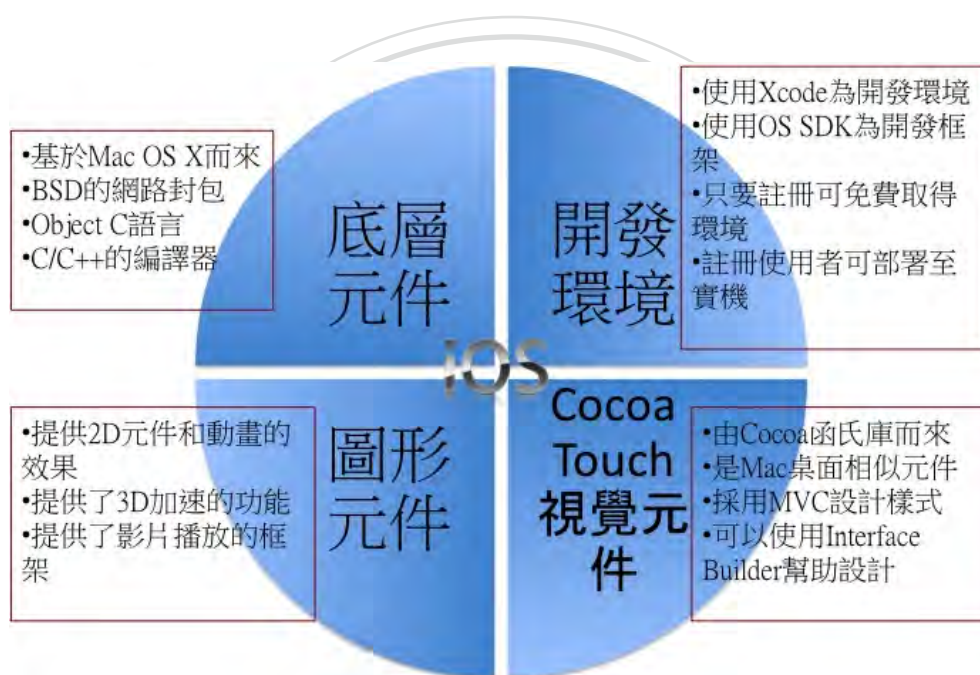 •基於Mac OS X而來
•BSD的網路封包
•Object C語言
•C/C++的編譯器
底層
元件
開發
環境
•使用Xcode為開發環境
•使用OS SDK為開發框
架
•只要註冊可免費取得
環境
•註冊使用者可部署至
實機
iOS
•提供2D元件和動畫的
效果
•提供了3D加速的功能
•提供了影片播放的框
架
圖形
元件
Cocoa
Touch
視覺元
件
•由Cocoa函氏庫而來
•是Mac桌面相似元件
•採用MVC設計樣式
•可以使用Interface
Builder幫助設計